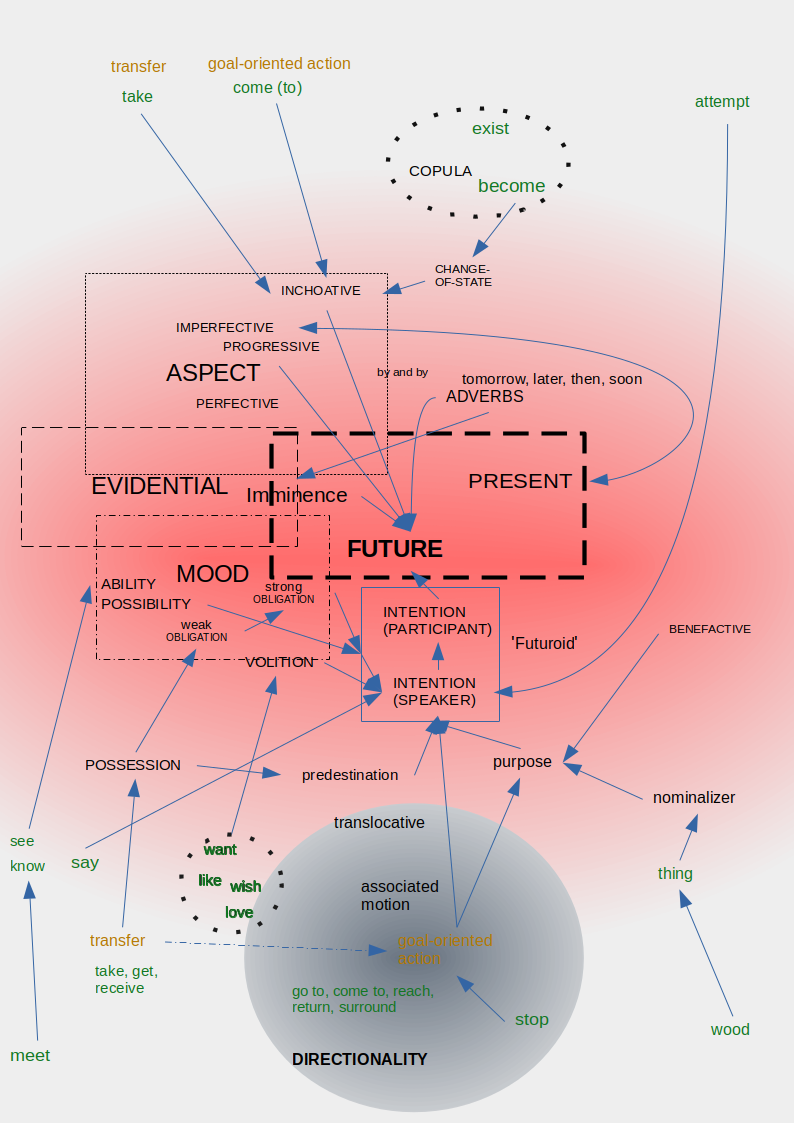 transfer
goal-oriented action
take
come (to)
attempt
exist
COPULA
become
CHANGE-
OF-STATE
INCHOATIVE
IMPERFECTIVE
PROGRESSIVE
ASPECT
by and by
tomorrow, later, then, soon
ADVERBS
PERFECTIVE
EVIDENTIAL
Imminence
PRESENT
FUTURE
MOOD
ABILITY
POSSIBILITY
strong
OBLIGATION
weak
OBLIGATION
INTENTION
(PARTICIPANT)
'Futuroid'
BENEFACTIVE
VOLITION
INTENTION
(SPEAKER)
POSSESSION
predestination
purpose
nominalizer
translocative
see
know
say
want
like
wish
love
thing
associated
motion
transfer
goal-oriented
action
take, get,
receive
go to, come to, reach,
return, surround
stop
wood
meet
DIRECTIONALITY